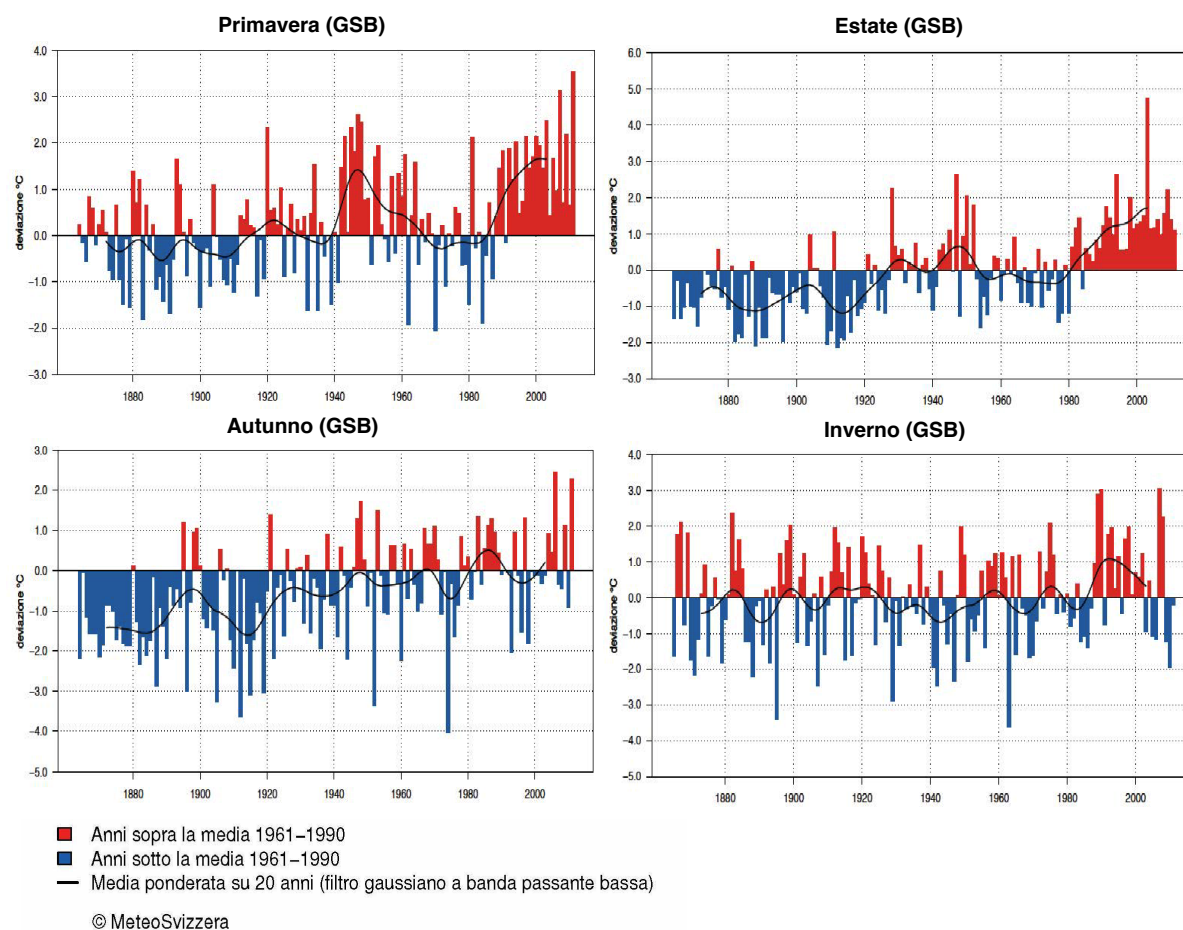 Primavera (GSB)
4.0
3.0
2.0
1.0
0.0
−1.0
−2.0
−3.0
deviazione °C
1880 1900 1920 1940 1960 1980 2000
Estate (GSB)
6.0
5.0
4.0
3.0
2.0
1.0
0.0
−1.0
−2.0
−3.0
deviazione °C
1880 1900 1920 1940 1960 1980 2000
Autunno (GSB)
3.0
2.0
1.0
0.0
−1.0
−2.0
−3.0
−4.0
−5.0
deviazione °C
1880 1900 1920 1940 1960 1980 2000
Inverno (GSB)
4.0
3.0
2.0
1.0
0.0
−1.0
−2.0
−3.0
−4.0
−5.0
deviazione °C
1880 1900 1920 1940 1960 1980 2000
Anni sopra la media 1961−1990
Anni sotto la media 1961−1990
Media ponderata su 20 anni (filtro gaussiano a banda passante bassa)
© MeteoSvizzera